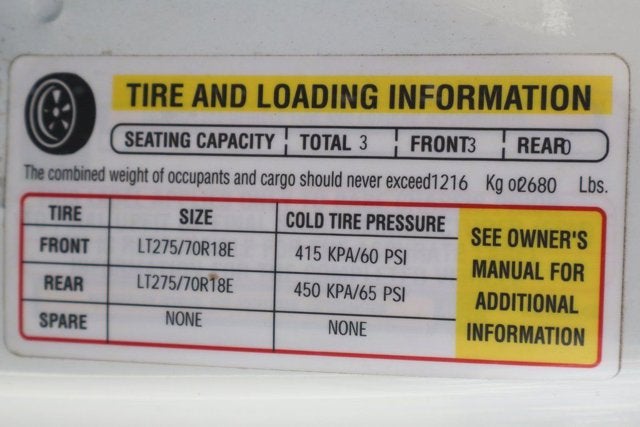 TIRE AND LOADING INFORMATION
SEATING CAPACITY TOTAL 3 FRONT3 REAR0
The combined weight of occupants and cargo should never exceed1216 Kg or2680 Lbs.
TIRE SIZE COLD TIRE PRESSURE
FRONT LT275/70R18E 415 KPA/60 PSI
REAR LT275/70R18E 450 KPA/65 PSI
SPARE NONE NONE
SEE OWNER'S
MANUAL FOR
ADDITIONAL
INFORMATION